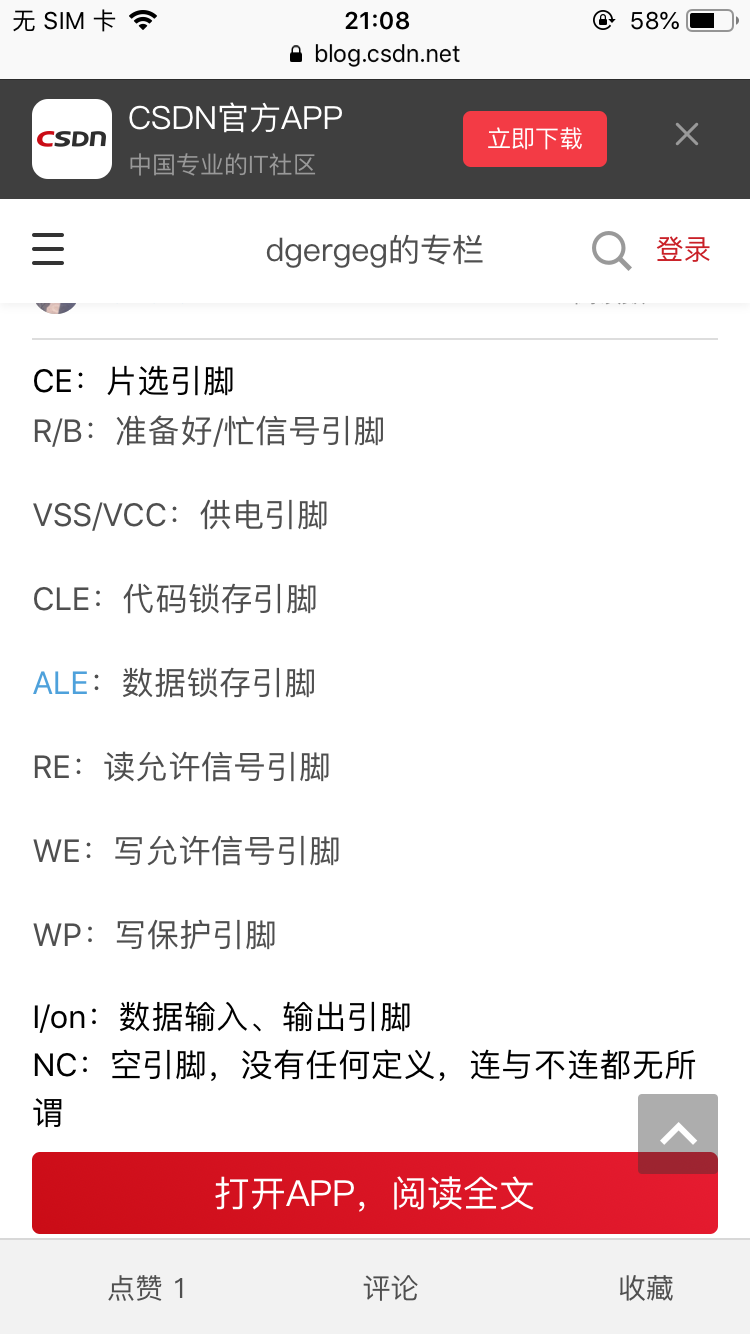 无 SIM 卡 21:08 58%
blog.csdn.net
CSDN CSDN官方APP
中国专业的IT社区
立即下载
dgergeg的专栏
登录
CE：片选引脚
R/B：准备好/忙信号引脚
VSS/VCC：供电引脚
CLE：代码锁存引脚
ALE：数据锁存引脚
RE：读允许信号引脚
WE：写允许信号引脚
WP：写保护引脚
I/on：数据输入、输出引脚
NC：空引脚，没有任何定义，连与不连都无所
谓
打开APP，阅读全文
点赞 1 评论 收藏